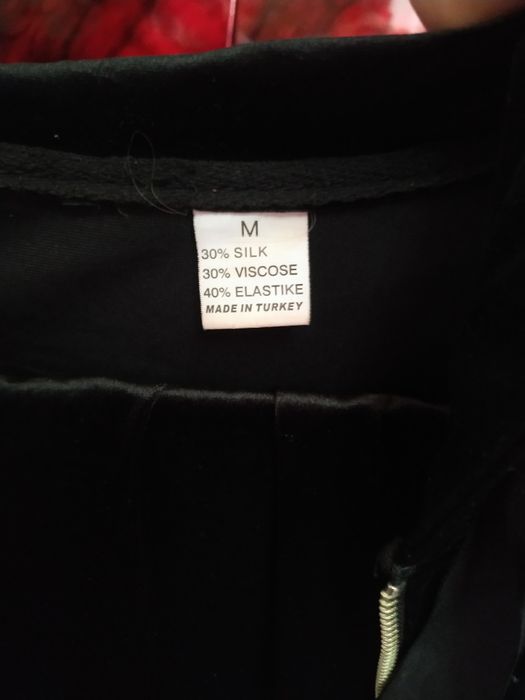 M
30% SILK
30% VISCOSE
40% ELASTIKE
MADE IN TURKEY